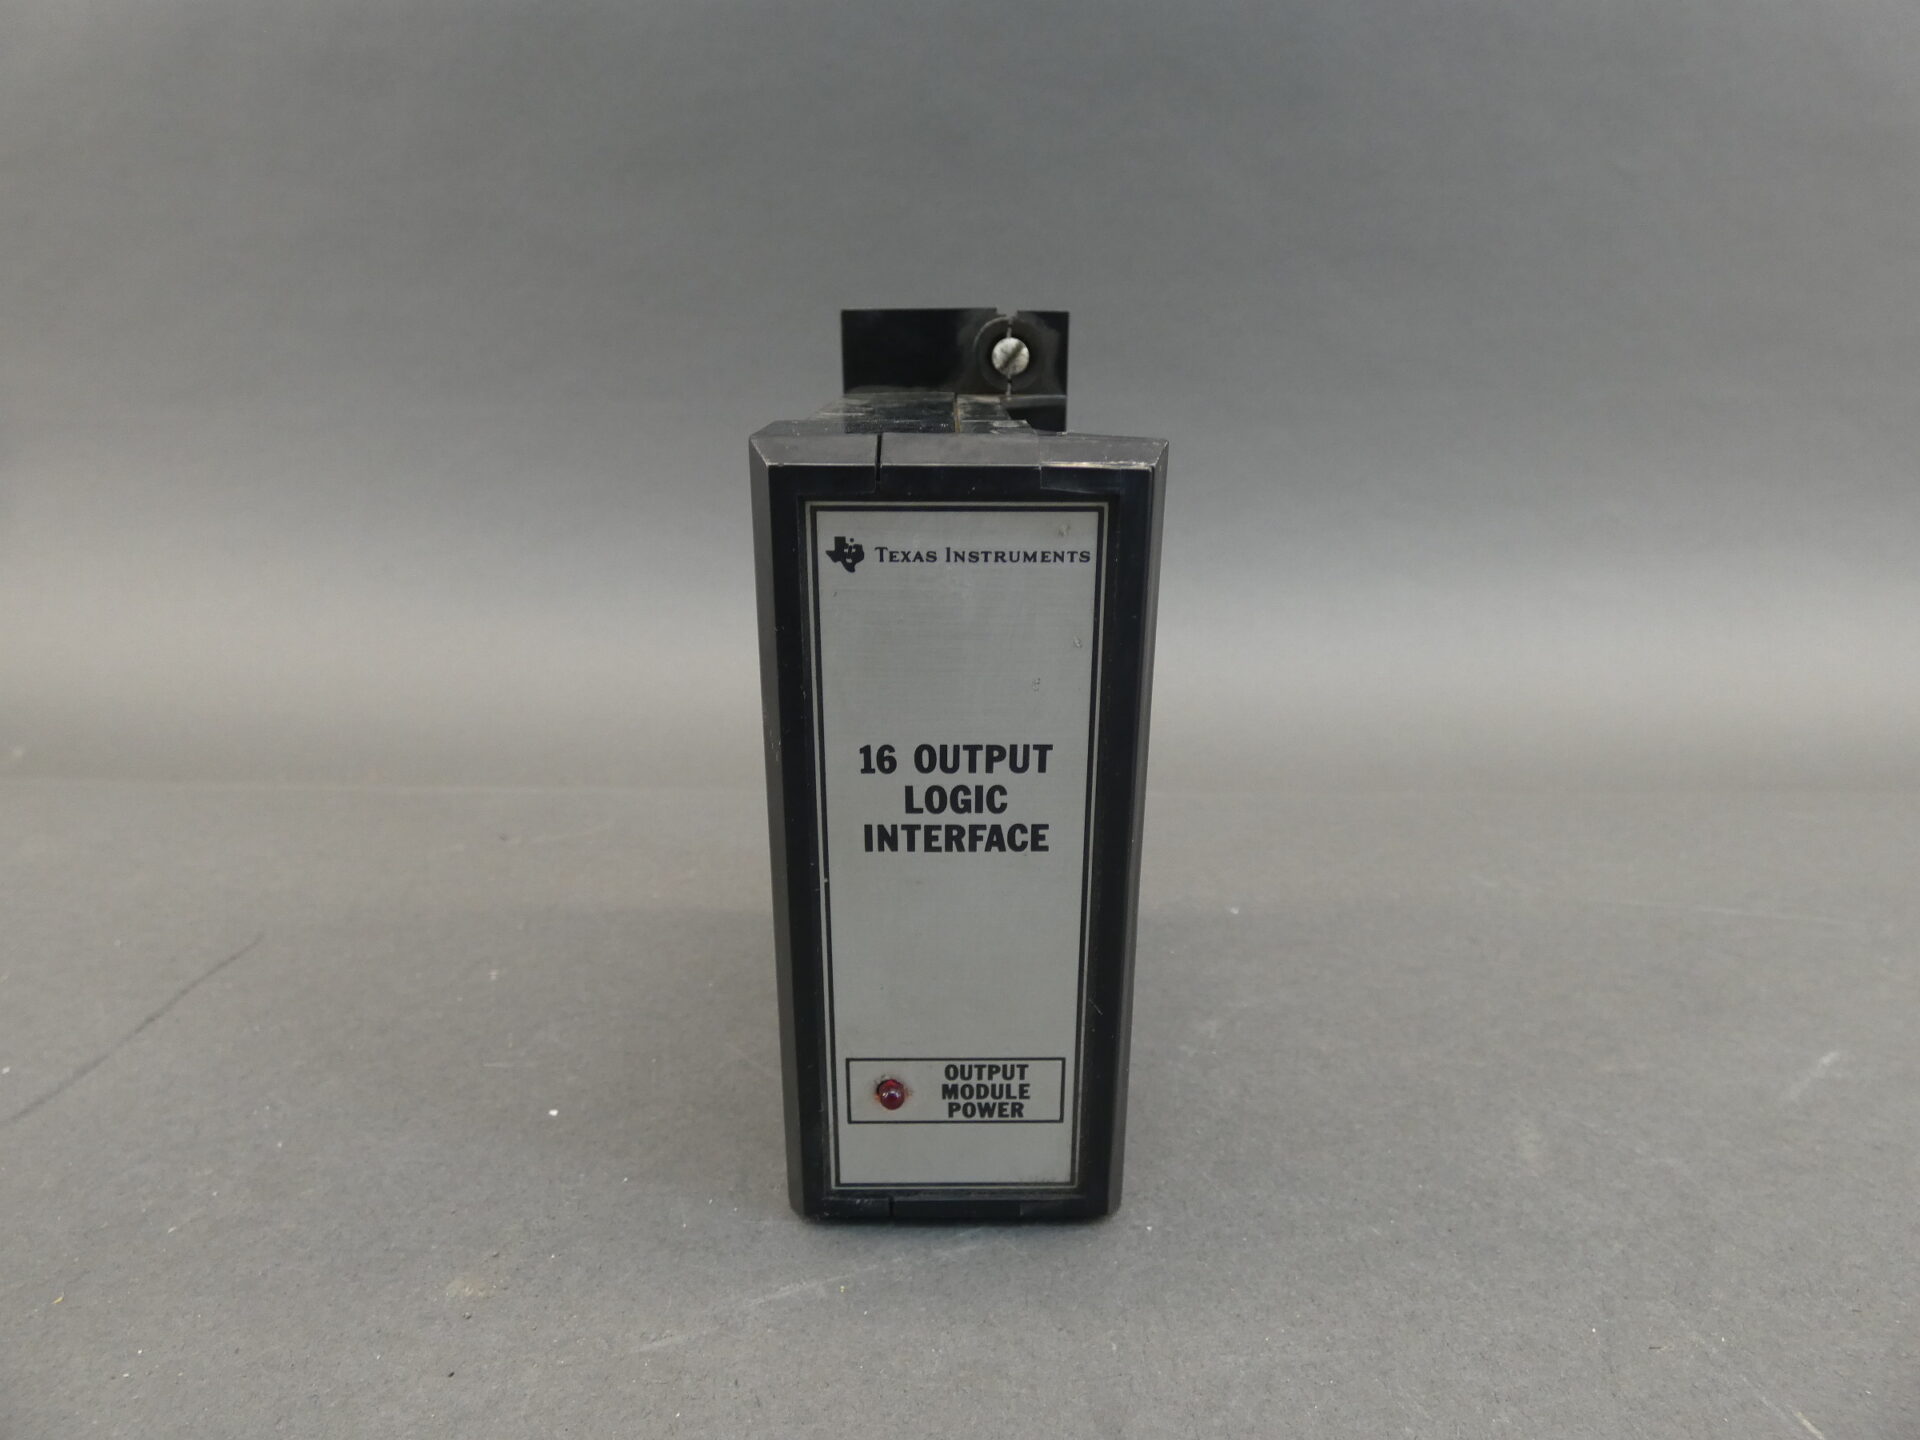 TEXAS INSTRUMENTS
16 OUTPUT
LOGIC
INTERFACE
OUTPUT
MODULE
POWER